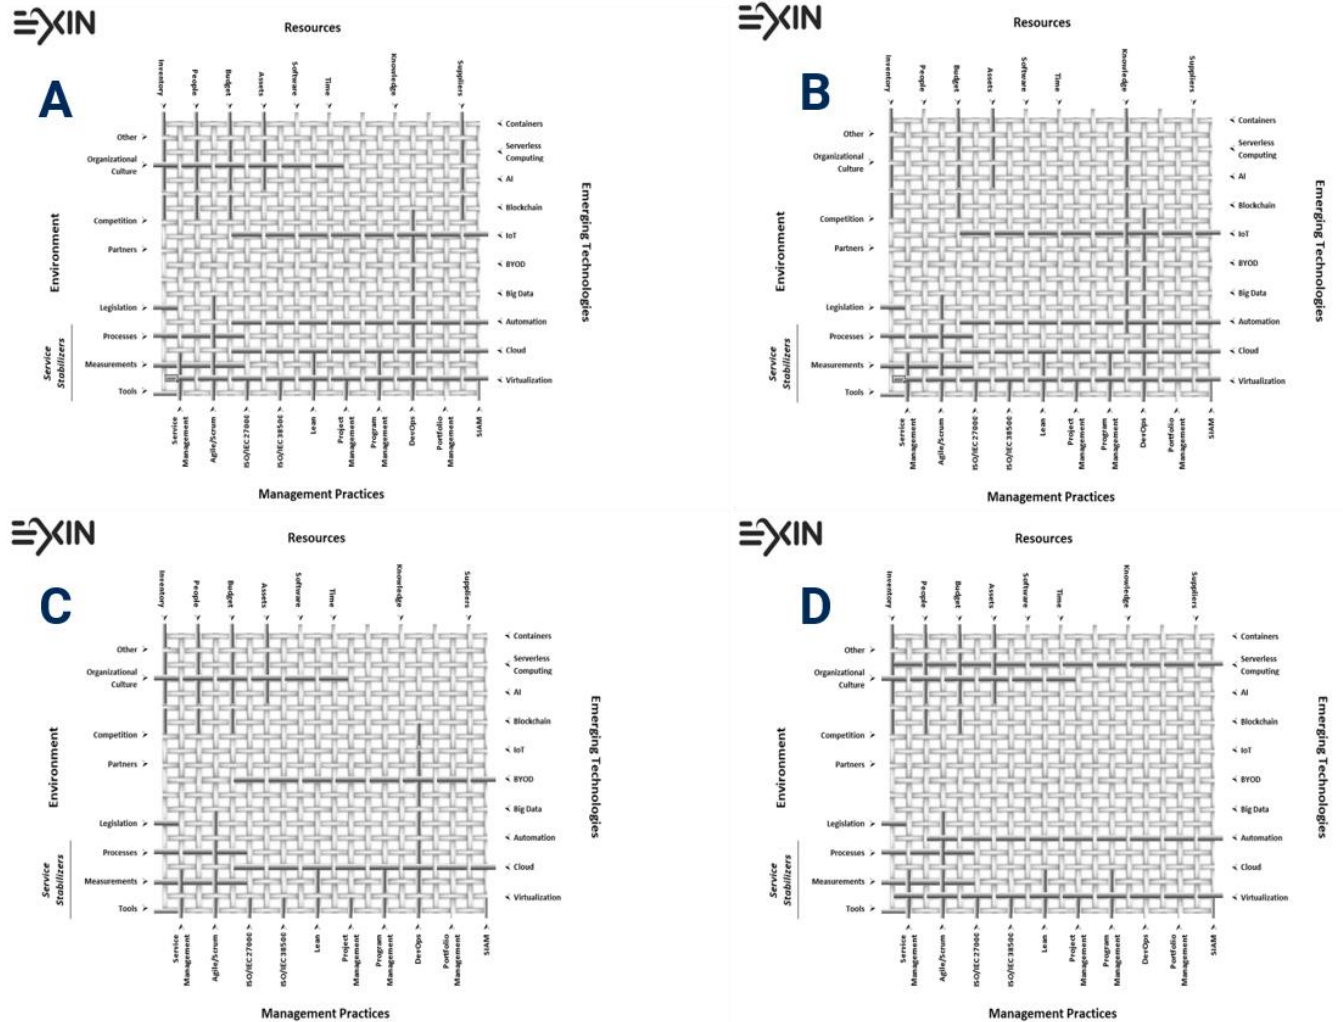 EXIN
Resources
A
Inventory
People
Budget
Assets
Software
Time
Knowledge
Suppliers
Other
Organizational
Culture
Competition
Partners
Legislation
Processes
Measurements
Tools
Environment
Service
Stabilizers
Containers
Serverless
Computing
AI
Blockchain
IoT
BYOD
Big Data
Automation
Cloud
Virtualization
Emerging Technologies
Service
Management
Agile/Scrum
ISO/IEC27000
ISO/IEC38500
Lean
Project
Management
Program
Management
DevOps
Portfolio
Management
SIAM
Management Practices
EXIN
Resources
B
Inventory
People
Budget
Assets
Software
Time
Knowledge
Suppliers
Other
Organizational
Culture
Competition
Partners
Legislation
Processes
Measurements
Tools
Environment
Service
Stabilizers
Containers
Serverless
Computing
AI
Blockchain
IoT
BYOD
Big Data
Automation
Cloud
Virtualization
Emerging Technologies
Service
Management
Agile/Scrum
ISO/IEC27000
ISO/IEC38500
Lean
Project
Management
Program
Management
DevOps
Portfolio
Management
SIAM
Management Practices
EXIN
Resources
C
Inventory
People
Budget
Assets
Software
Time
Knowledge
Suppliers
Other
Organizational
Culture
Competition
Partners
Legislation
Processes
Measurements
Tools
Environment
Service
Stabilizers
Containers
Serverless
Computing
AI
Blockchain
IoT
BYOD
Big Data
Automation
Cloud
Virtualization
Emerging Technologies
Service
Management
Agile/Scrum
ISO/IEC27000
ISO/IEC38500
Lean
Project
Management
Program
Management
DevOps
Portfolio
Management
SIAM
Management Practices
EXIN
Resources
D
Inventory
People
Budget
Assets
Software
Time
Knowledge
Suppliers
Other
Organizational
Culture
Competition
Partners
Legislation
Processes
Measurements
Tools
Environment
Service
Stabilizers
Containers
Serverless
Computing
AI
Blockchain
IoT
BYOD
Big Data
Automation
Cloud
Virtualization
Emerging Technologies
Service
Management
Agile/Scrum
ISO/IEC27000
ISO/IEC38500
Lean
Project
Management
Program
Management
DevOps
Portfolio
Management
SIAM
Management Practices